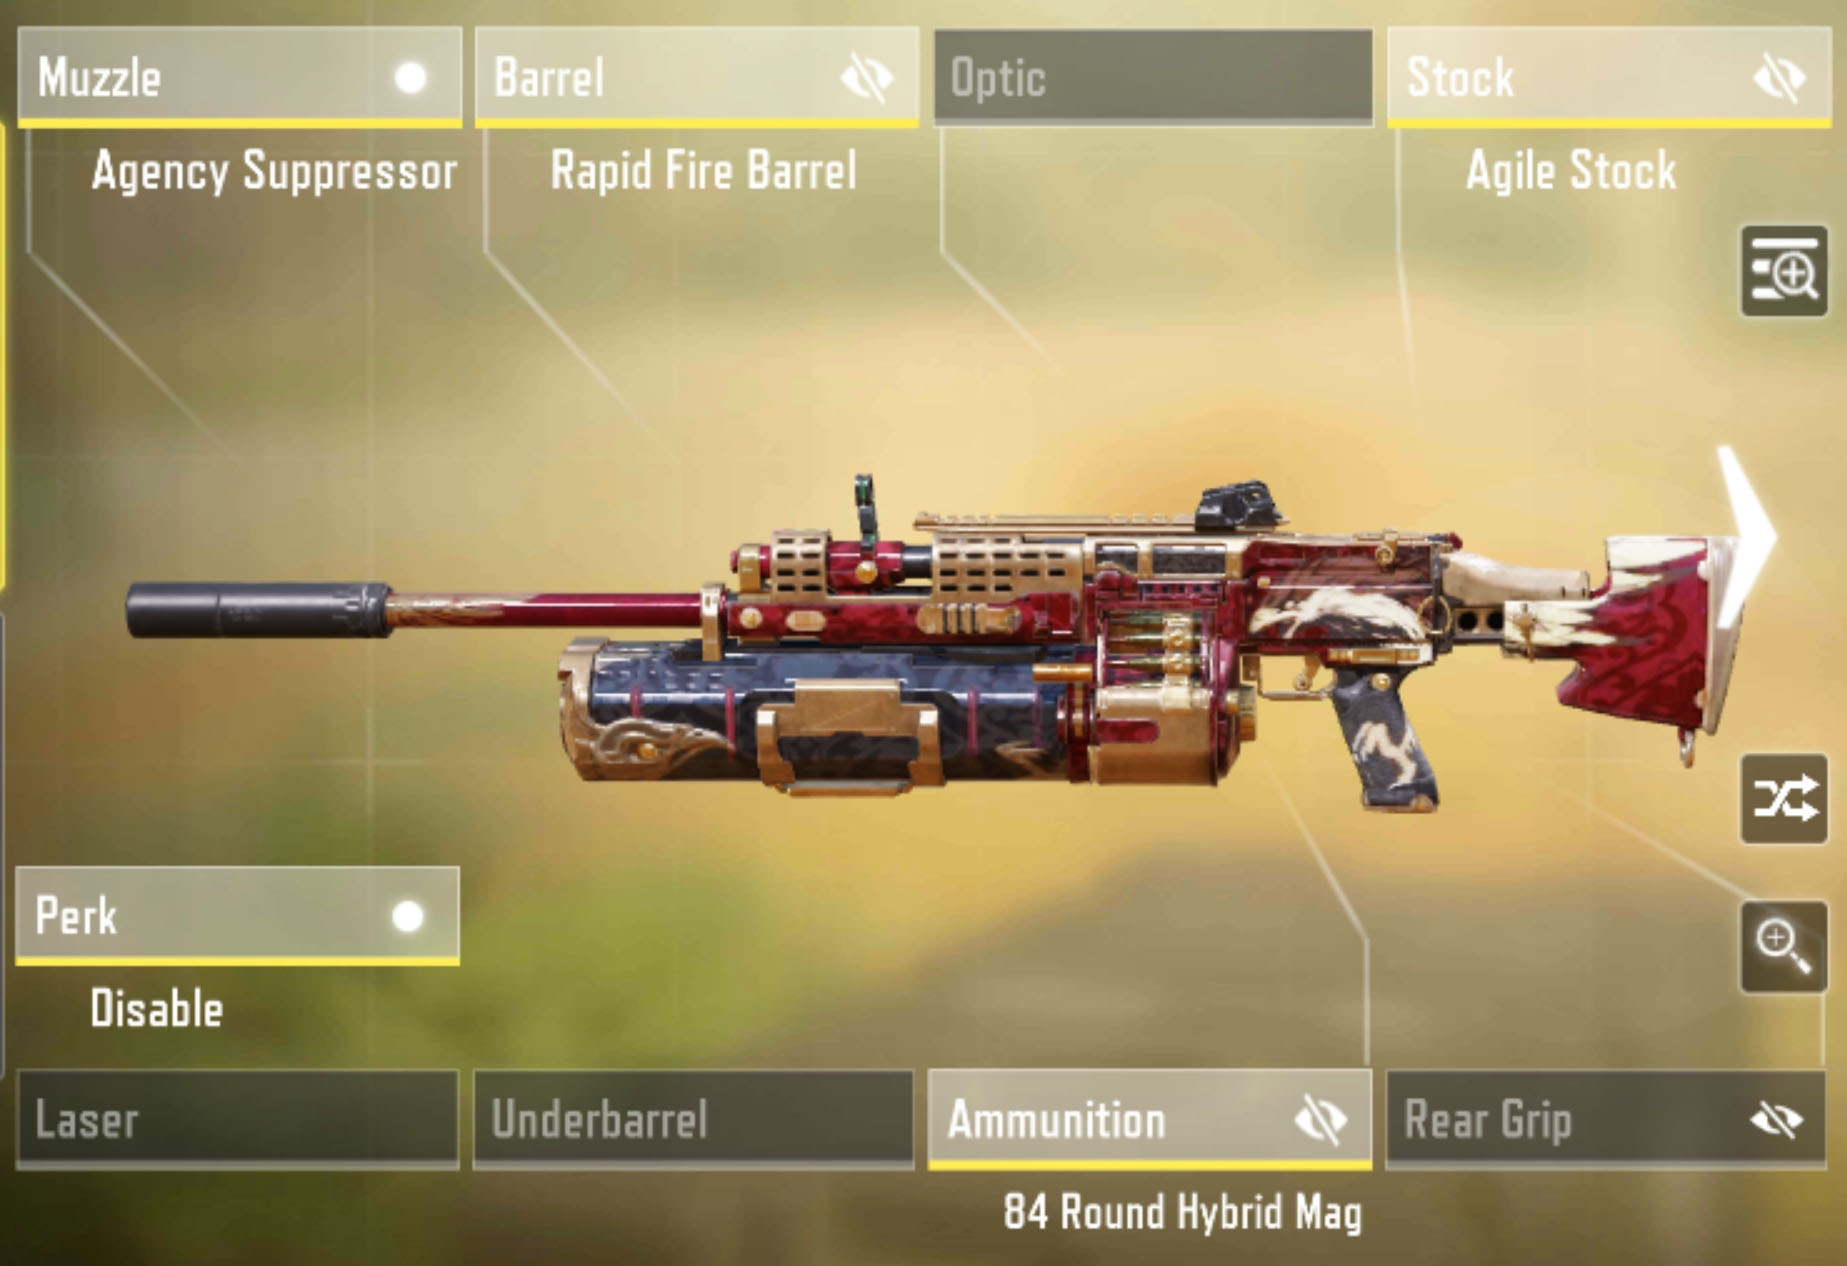 Muzzle
Barrel
Optic
Stock
Agency Suppressor
Rapid Fire Barrel
Agile Stock
Perk
Disable
Laser
Underbarrel
Ammunition
Rear Grip
84 Round Hybrid Mag